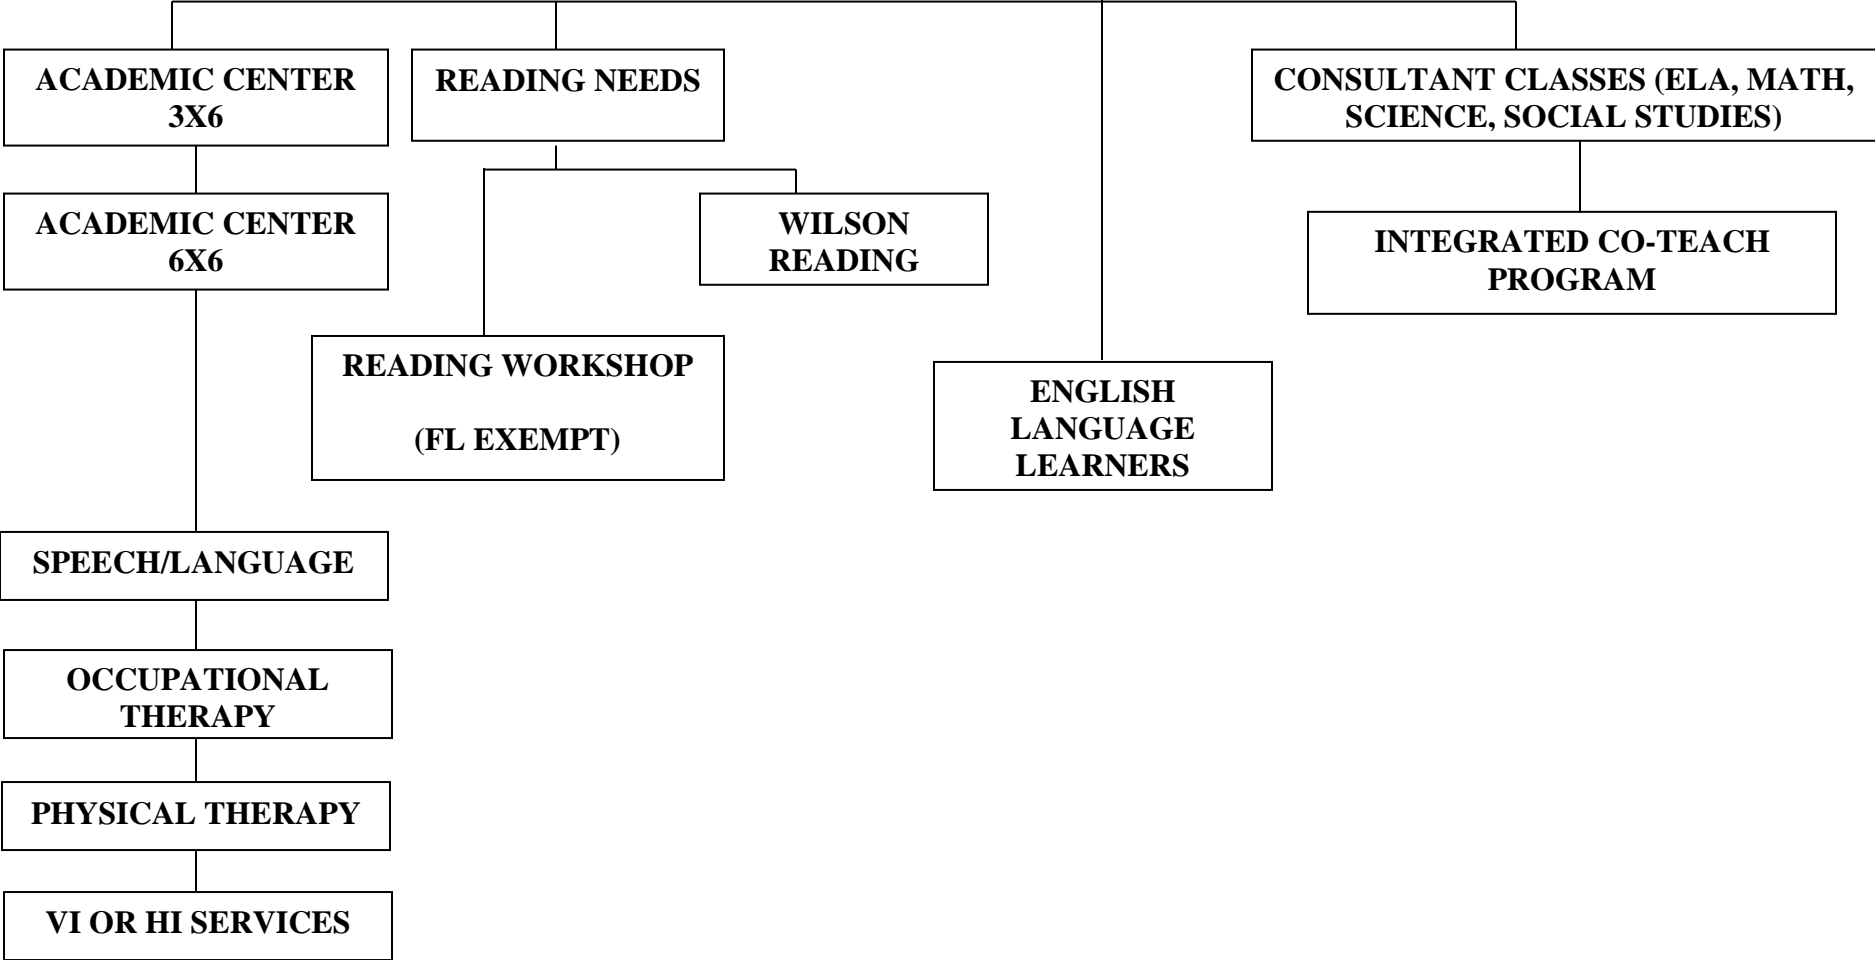 ACADEMIC CENTER
3X6
READING NEEDS
CONSULTANT CLASSES (ELA, MATH,
SCIENCE, SOCIAL STUDIES)
ACADEMIC CENTER
6X6
WILSON
READING
INTEGRATED CO-TEACH
PROGRAM
READING WORKSHOP
(FL EXEMPT)
ENGLISH
LANGUAGE
LEARNERS
SPEECH/LANGUAGE
OCCUPATIONAL
THERAPY
PHYSICAL THERAPY
VI OR HI SERVICES